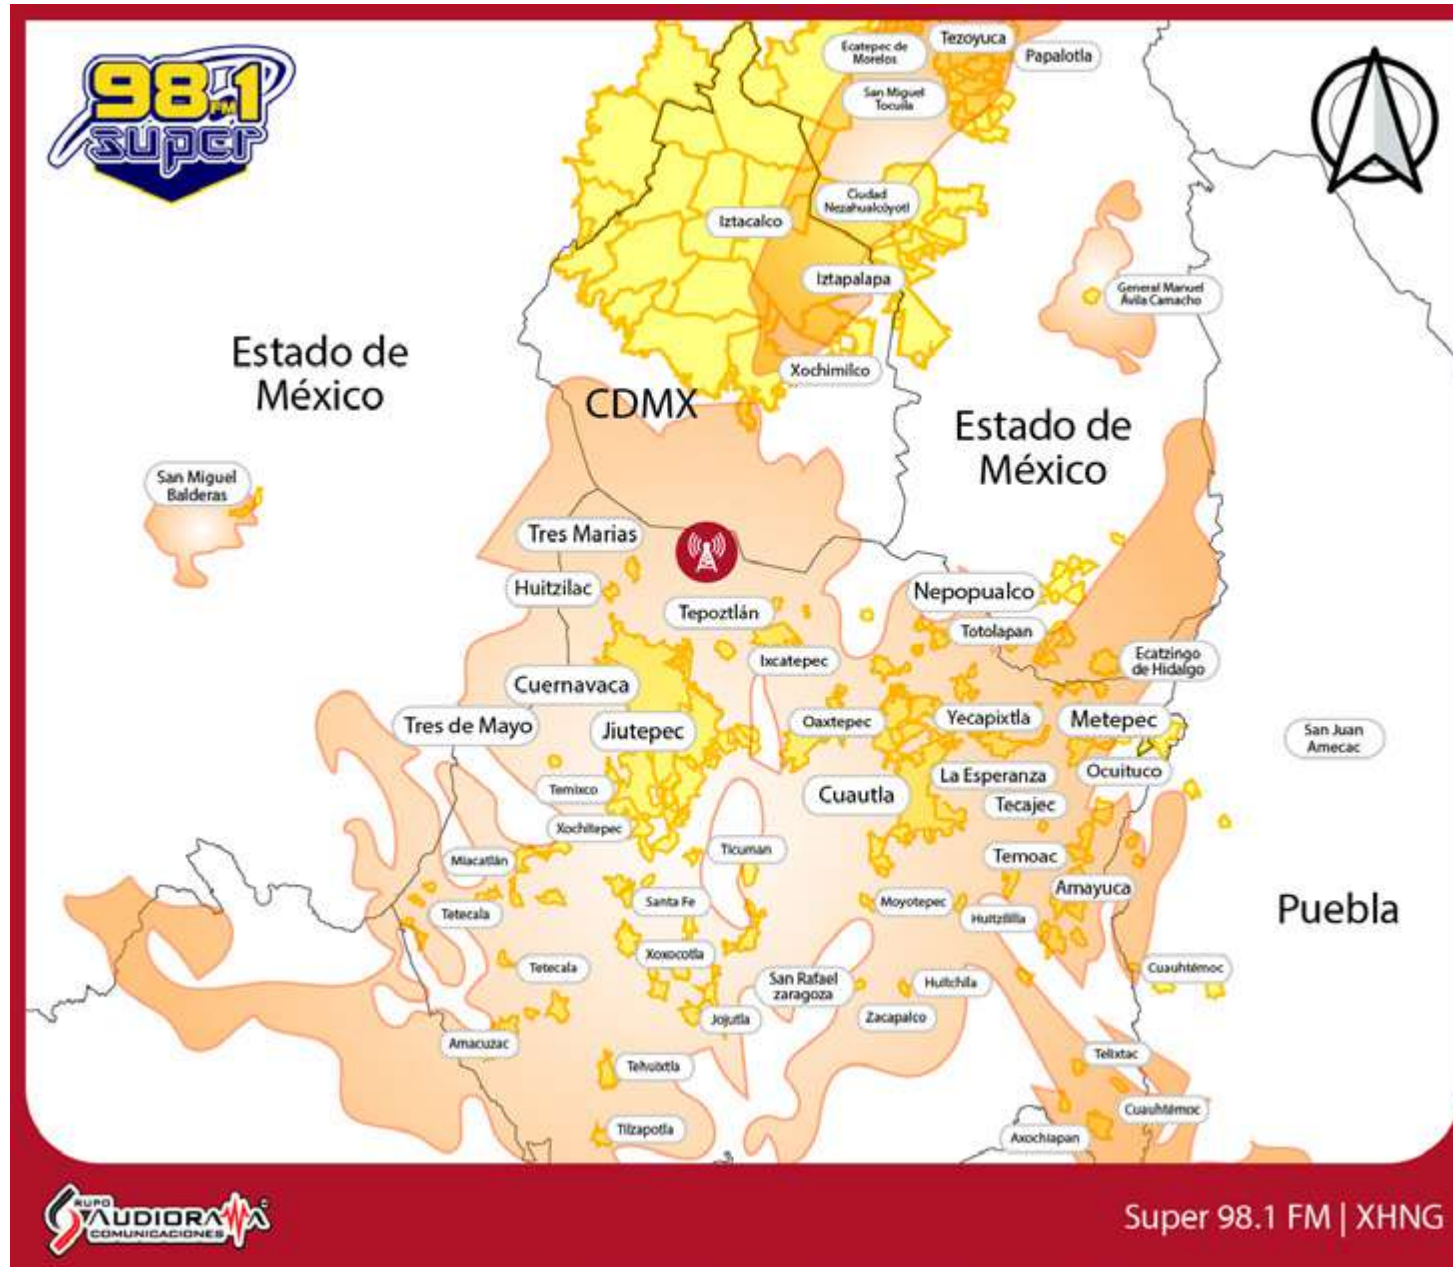 98.1
FM
super
Ecatepec de
Morelos
Tezoyuca
Papalotla
San Miguel
Tocuila
Ciudad
Nezahualcóyotl
Iztacalco
Iztapalapa
General Manuel
Ávila Camacho
Estado de
México
Xochimilco
CDMX
Estado de
México
San Miguel
Balderas
Tres Marias
Huitzilac
Nepopualco
Tepoztlán
Totolapan
Ixcatepec
Ecatzingo
de Hidalgo
Cuernavaca
Tres de Mayo
Jiutepec
Oaxtepec
Yecapixtla
Metepec
San Juan
Amecac
La Esperanza
Ocuituco
Temixco
Cuautla
Tecajec
Xochitepec
Ticuman
Miacatlán
Temoac
Amayuca
Santa Fe
Moyotepec
Tetecala
Huitzililla
Puebla
Xoxocotla
Tetecala
San Rafael
zaragoza
Huitchila
Cuauhtémoc
Jojutla
Zacapalco
Amacuzac
Telixtac
Tehuixtla
Cuauhtémoc
Tilzapotla
Axochiapan
GRUPO
AUDIORAMA
COMUNICACIONES
Super 98.1 FM | XHNG